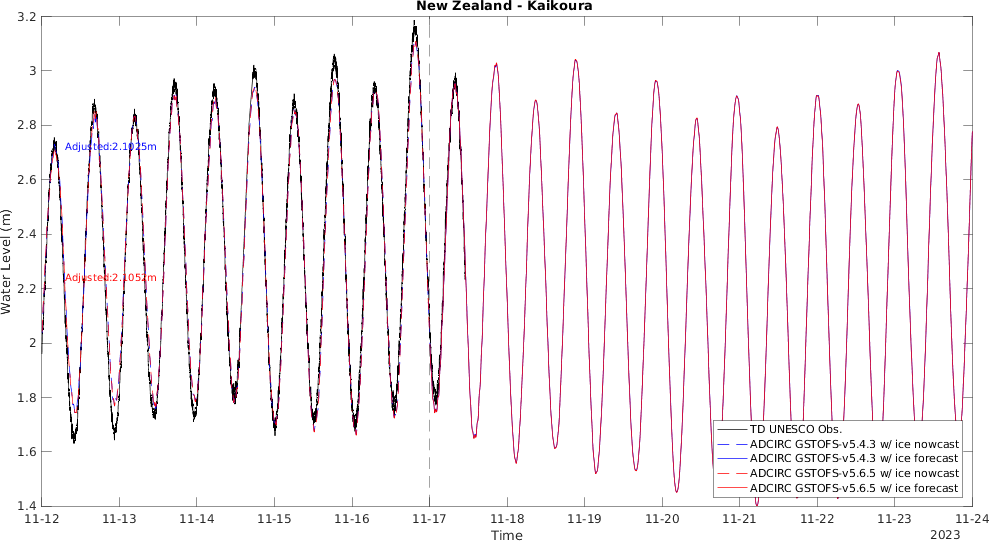 New Zealand - Kaikoura
3.2
3
2.8
2.6
2.4
2.2
2
1.8
1.6
1.4
Water Level (m)
Adjusted:2.1025m
Adjusted:2.1052m
TD UNESCO Obs.
ADCIRC GSTOFS-v5.4.3 w/ ice nowcast
ADCIRC GSTOFS-v5.4.3 w/ ice forecast
ADCIRC GSTOFS-v5.6.5 w/ ice nowcast
ADCIRC GSTOFS-v5.6.5 w/ ice forecast
11-12 11-13 11-14 11-15 11-16 11-17 11-18 11-19 11-20 11-21 11-22 11-23 11-24
Time
2023